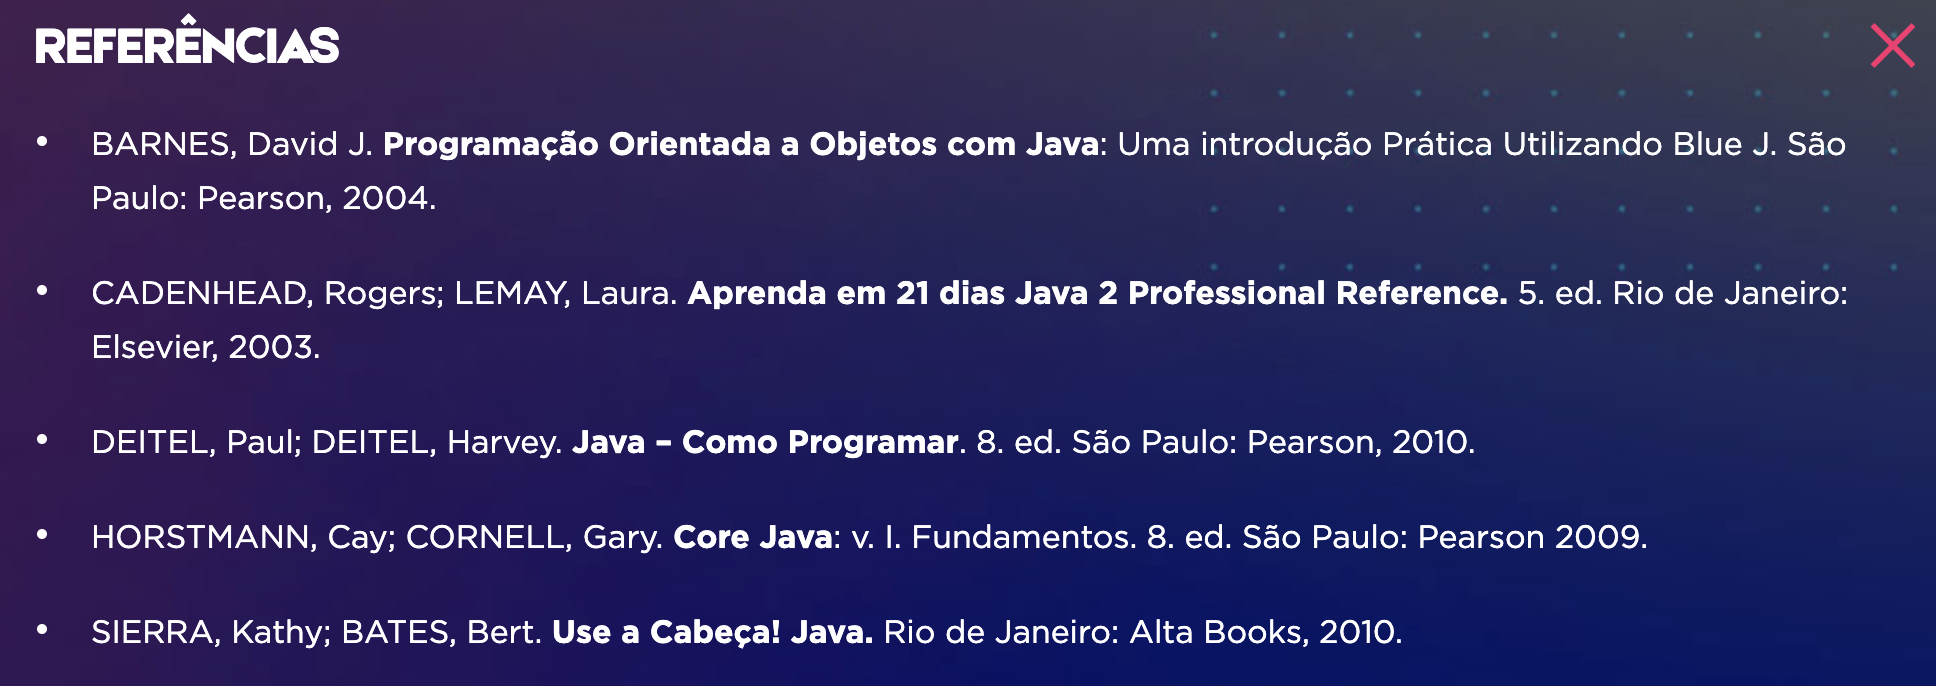 REFERÊNCIAS
• BARNES, David J. Programação Orientada a Objetos com Java: Uma introdução Prática Utilizando Blue J. São
Paulo: Pearson, 2004.
• CADENHEAD, Rogers; LEMAY, Laura. Aprenda em 21 dias Java 2 Professional Reference. 5. ed. Rio de Janeiro:
Elsevier, 2003.
• DEITEL, Paul; DEITEL, Harvey. Java – Como Programar. 8. ed. São Paulo: Pearson, 2010.
• HORSTMANN, Cay; CORNELL, Gary. Core Java: v. I. Fundamentos. 8. ed. São Paulo: Pearson 2009.
• SIERRA, Kathy; BATES, Bert. Use a Cabeça! Java. Rio de Janeiro: Alta Books, 2010.